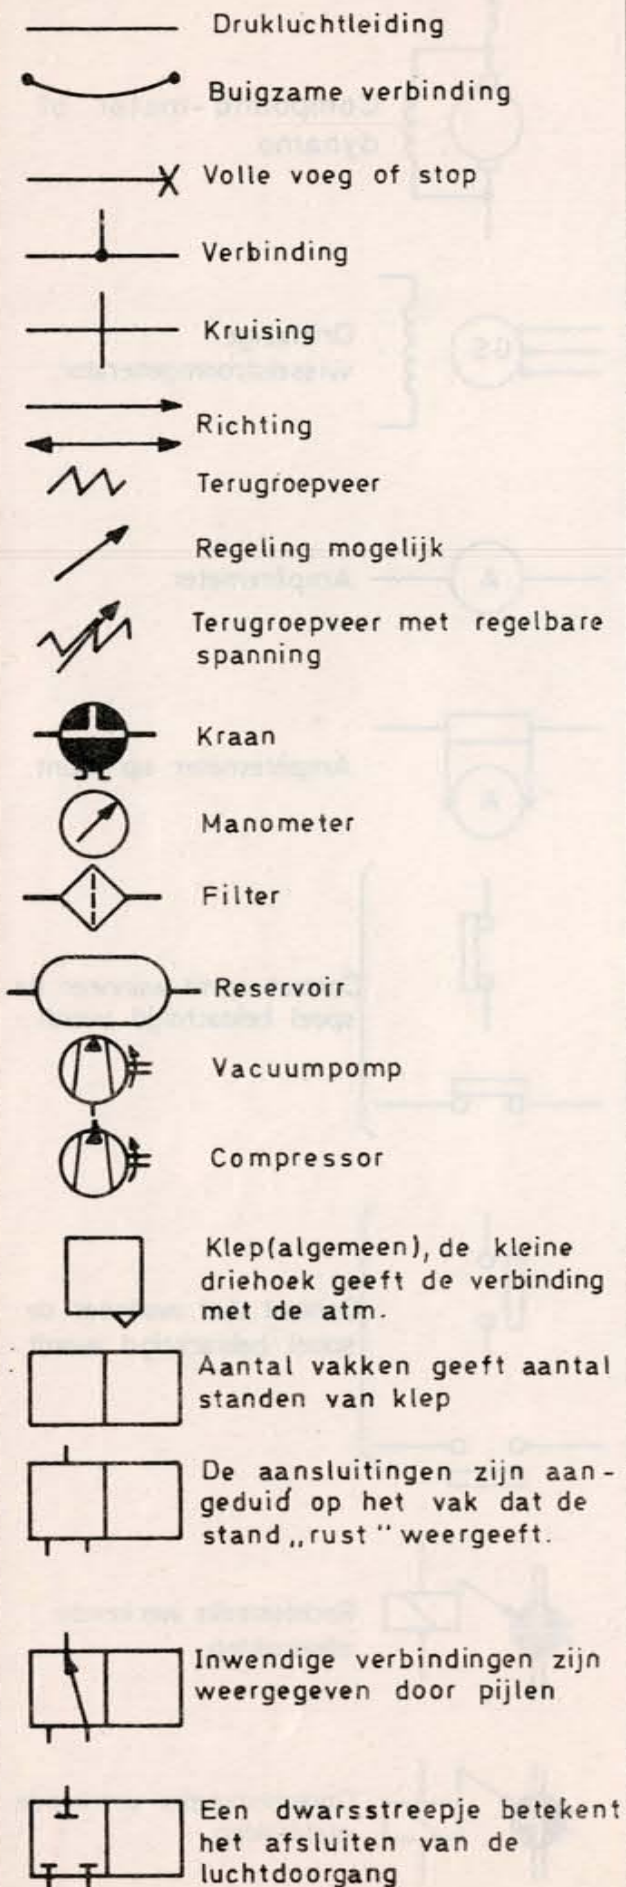 Drukluchtleiding
Buigzame verbinding
Volle voeg of stop
Verbinding
Kruising
Richting
Terugroepveer
Regeling mogelijk
Terugroepveer met regelbare
spanning
Kraan
Manometer
Filter
Reservoir
Vacuumpomp
Compressor
Klep(algemeen), de kleine
driehoek geeft de verbinding
met de atm.
Aantal vakken geeft aantal
standen van klep
De aansluitingen zijn aan-
geduid op het vak dat de
stand „rust“ weergeeft.
Inwendige verbindingen zijn
weergegeven door pijlen
Een dwarsstreepje betekent
het afsluiten van de
luchtdoorgang